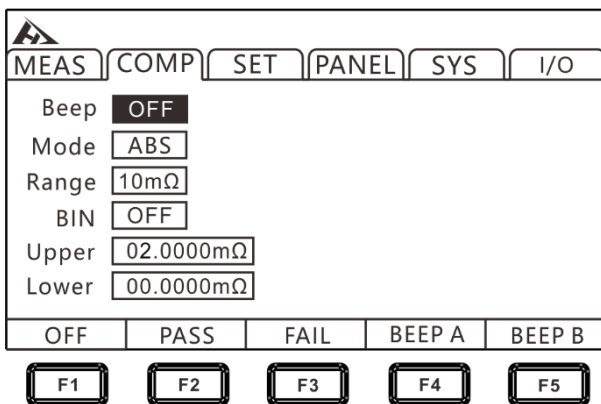 MEAS COMP SET PANEL SYS I/O
Beep OFF
Mode ABS
Range 10mΩ
BIN OFF
Upper 02.0000mΩ
Lower 00.0000mΩ
OFF PASS FAIL BEEP A BEEP B
F1 F2 F3 F4 F5